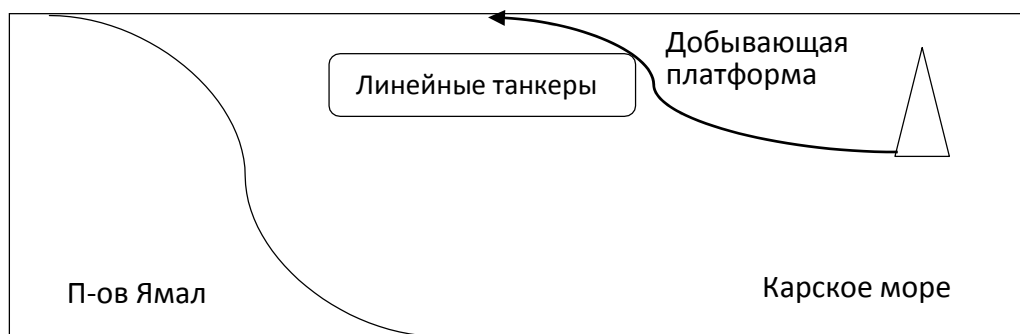 Добывающая
платформа
Линейные танкеры
П-ов Ямал
Карское море